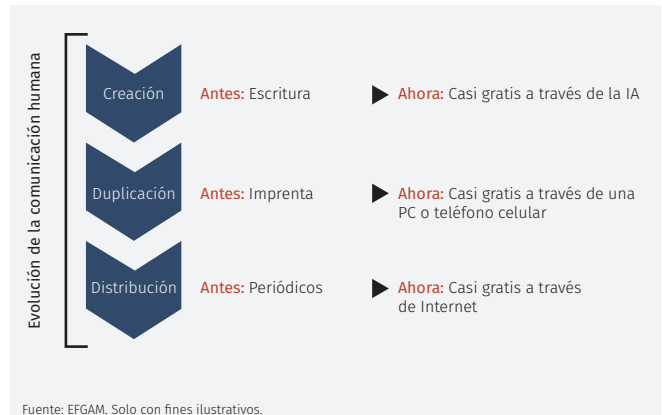 Evolución de la comunicación humana
Creación
Antes: Escritura
Ahora: Casi gratis a través de la IA
Duplicación
Antes: Imprenta
Ahora: Casi gratis a través de una
PC o teléfono celular
Distribución
Antes: Periódicos
Ahora: Casi gratis a través
de Internet
Fuente: EFGAM. Solo con fines ilustrativos.